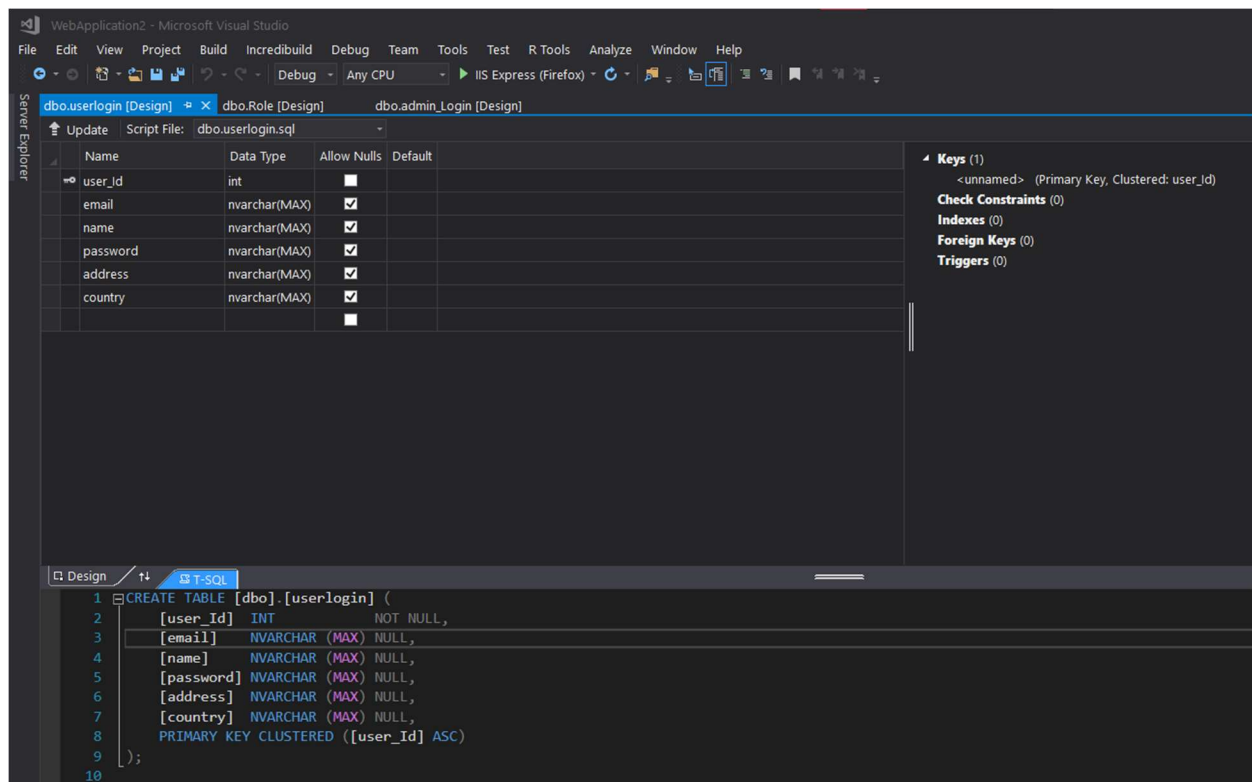 WebApplication2 - Microsoft Visual Studio
File Edit View Project Build Incredibuild Debug Team Tools Test R Tools Analyze Window Help
Debug Any CPU IIS Express (Firefox)
Server Explorer
dbo.userlogin [Design] dbo.Role [Design] dbo.admin_Login [Design]
Update Script File: dbo.userlogin.sql
Name Data Type Allow Nulls Default
user_Id int
email nvarchar(MAX)
name nvarchar(MAX)
password nvarchar(MAX)
address nvarchar(MAX)
country nvarchar(MAX)
Keys (1)
<unnamed> (Primary Key, Clustered: user_Id)
Check Constraints (0)
Indexes (0)
Foreign Keys (0)
Triggers (0)
Design T-SQL
1 CREATE TABLE [dbo].[userlogin] (
2 [user_Id] INT NOT NULL,
3 [email] NVARCHAR (MAX) NULL,
4 [name] NVARCHAR (MAX) NULL,
5 [password] NVARCHAR (MAX) NULL,
6 [address] NVARCHAR (MAX) NULL,
7 [country] NVARCHAR (MAX) NULL,
8 PRIMARY KEY CLUSTERED ([user_Id] ASC)
9 );
10